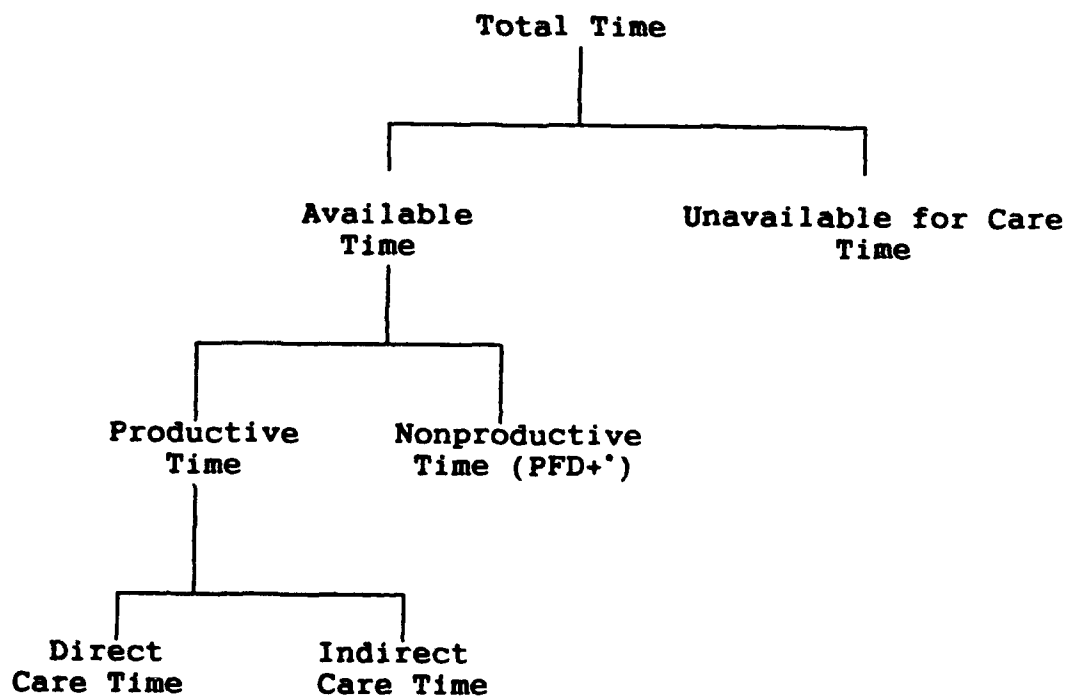 Total Time
Available
Time
Unavailable for Care
Time
Productive
Time
Nonproductive
Time (PFD+*)
Direct
Care Time
Indirect
Care Time